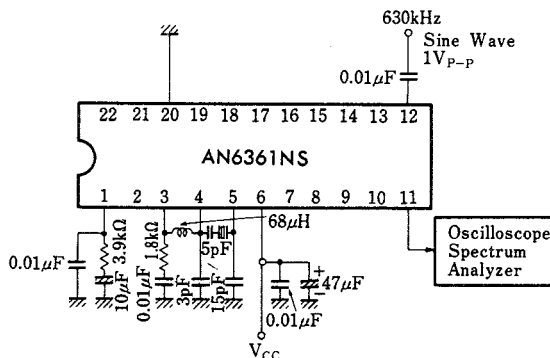 630kHz
Sine Wave
1V_P-P
0.01μF
22 21 20 19 18 17 16 15 14 13 12
AN6361NS
1 2 3 4 5 6 7 8 9 10 11
68μH
0.01μF
3.9kΩ
10μF
1.8kΩ
0.01μF
3pF
5pF
15pF
+
47μF
−
0.01μF
V_CC
Oscilloscope
Spectrum
Analyzer